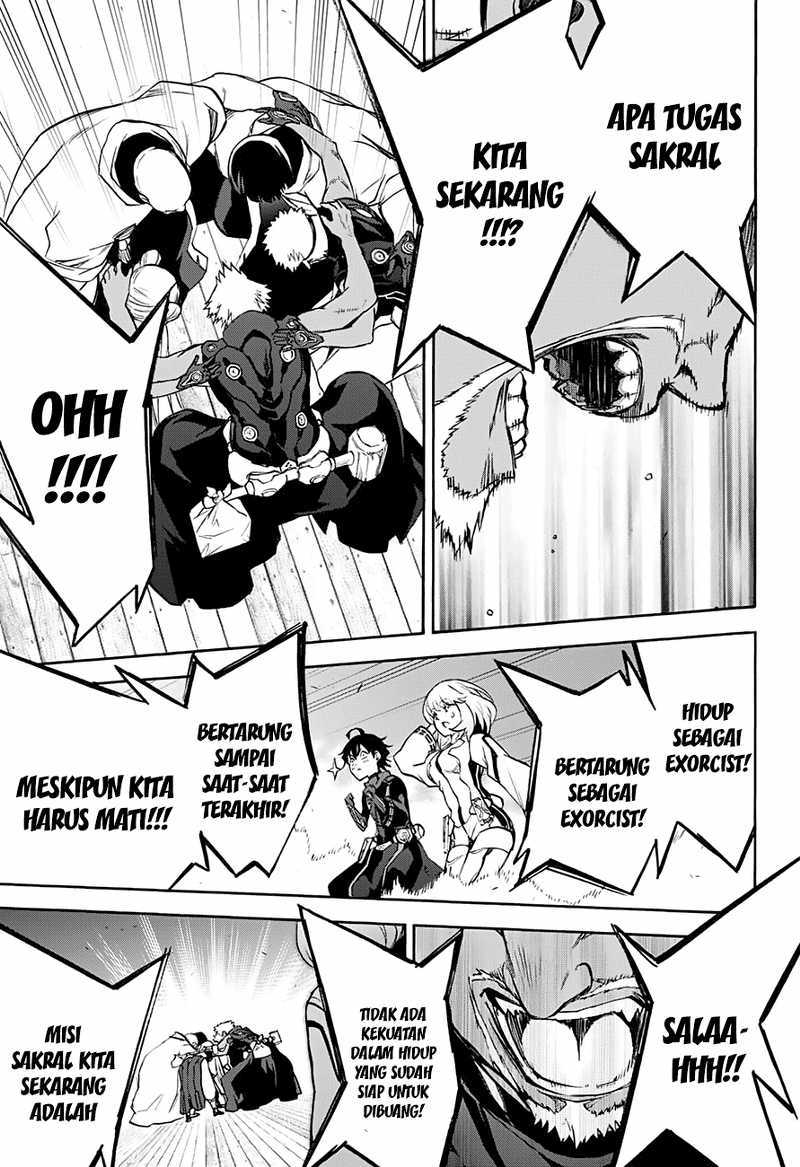 APA TUGAS
SAKRAL
KITA
SEKARANG
!!!?
OHH
!!!!
HIDUP
SEBAGAI
EXORCIST!
BERTARUNG
SEBAGAI
EXORCIST!
BERTARUNG
SAMPAI
SAAT-SAAT
TERAKHIR!
MESKIPUN KITA
HARUS MATI!!!
SALAA-
HHH!!
TIDAK ADA
KEKUATAN
DALAM HIDUP
YANG SUDAH
SIAP UNTUK
DIBUANG!
MISI
SAKRAL KITA
SEKARANG
ADALAH